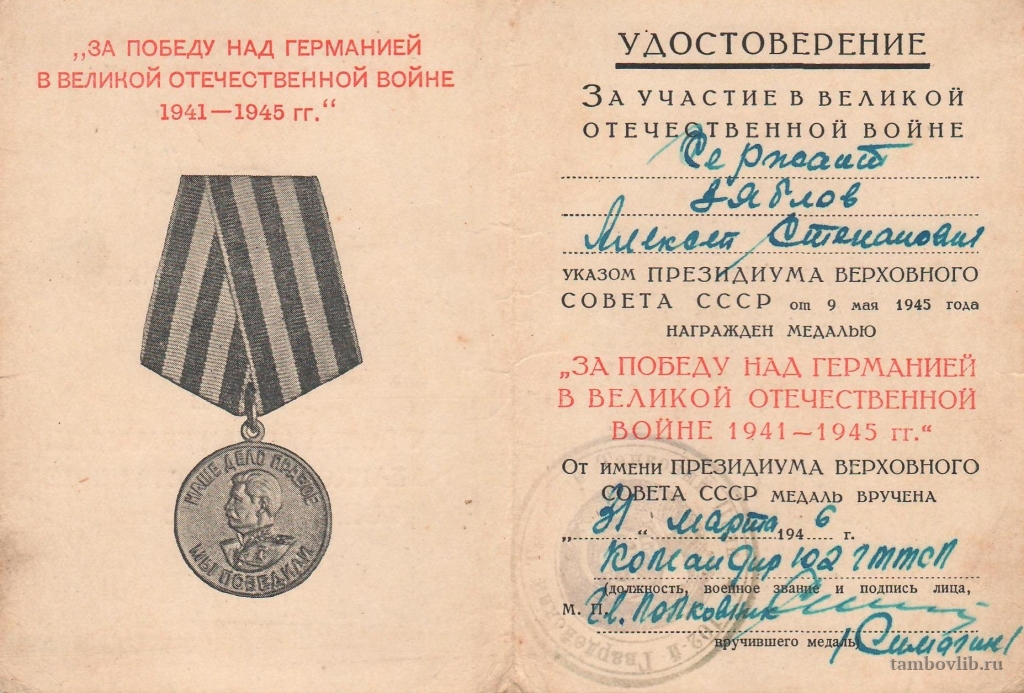 „ЗА ПОБЕДУ НАД ГЕРМАНИЕЙ
В ВЕЛИКОЙ ОТЕЧЕСТВЕННОЙ ВОЙНЕ
1941—1945 гг.“
НАШЕ ДЕЛО ПРАВОЕ
МЫ ПОБЕДИЛИ
УДОСТОВЕРЕНИЕ
ЗА УЧАСТИЕ В ВЕЛИКОЙ
ОТЕЧЕСТВЕННОЙ ВОЙНЕ
Сержант
Зяблов
Алексей Степанович
УКАЗОМ ПРЕЗИДИУМА ВЕРХОВНОГО
СОВЕТА СССР от 9 мая 1945 года
НАГРАЖДЕН МЕДАЛЬЮ
„ЗА ПОБЕДУ НАД ГЕРМАНИЕЙ
В ВЕЛИКОЙ ОТЕЧЕСТВЕННОЙ
ВОЙНЕ 1941—1945 гг.“
ОТ ИМЕНИ ПРЕЗИДИУМА ВЕРХОВНОГО
СОВЕТА СССР МЕДАЛЬ ВРУЧЕНА
„31“ марта 1946 г.
Командир
(должность, военное звание и подпись лица,
М. П. Полковник
вручившего медаль)
(Симагин)
tambovlib.ru